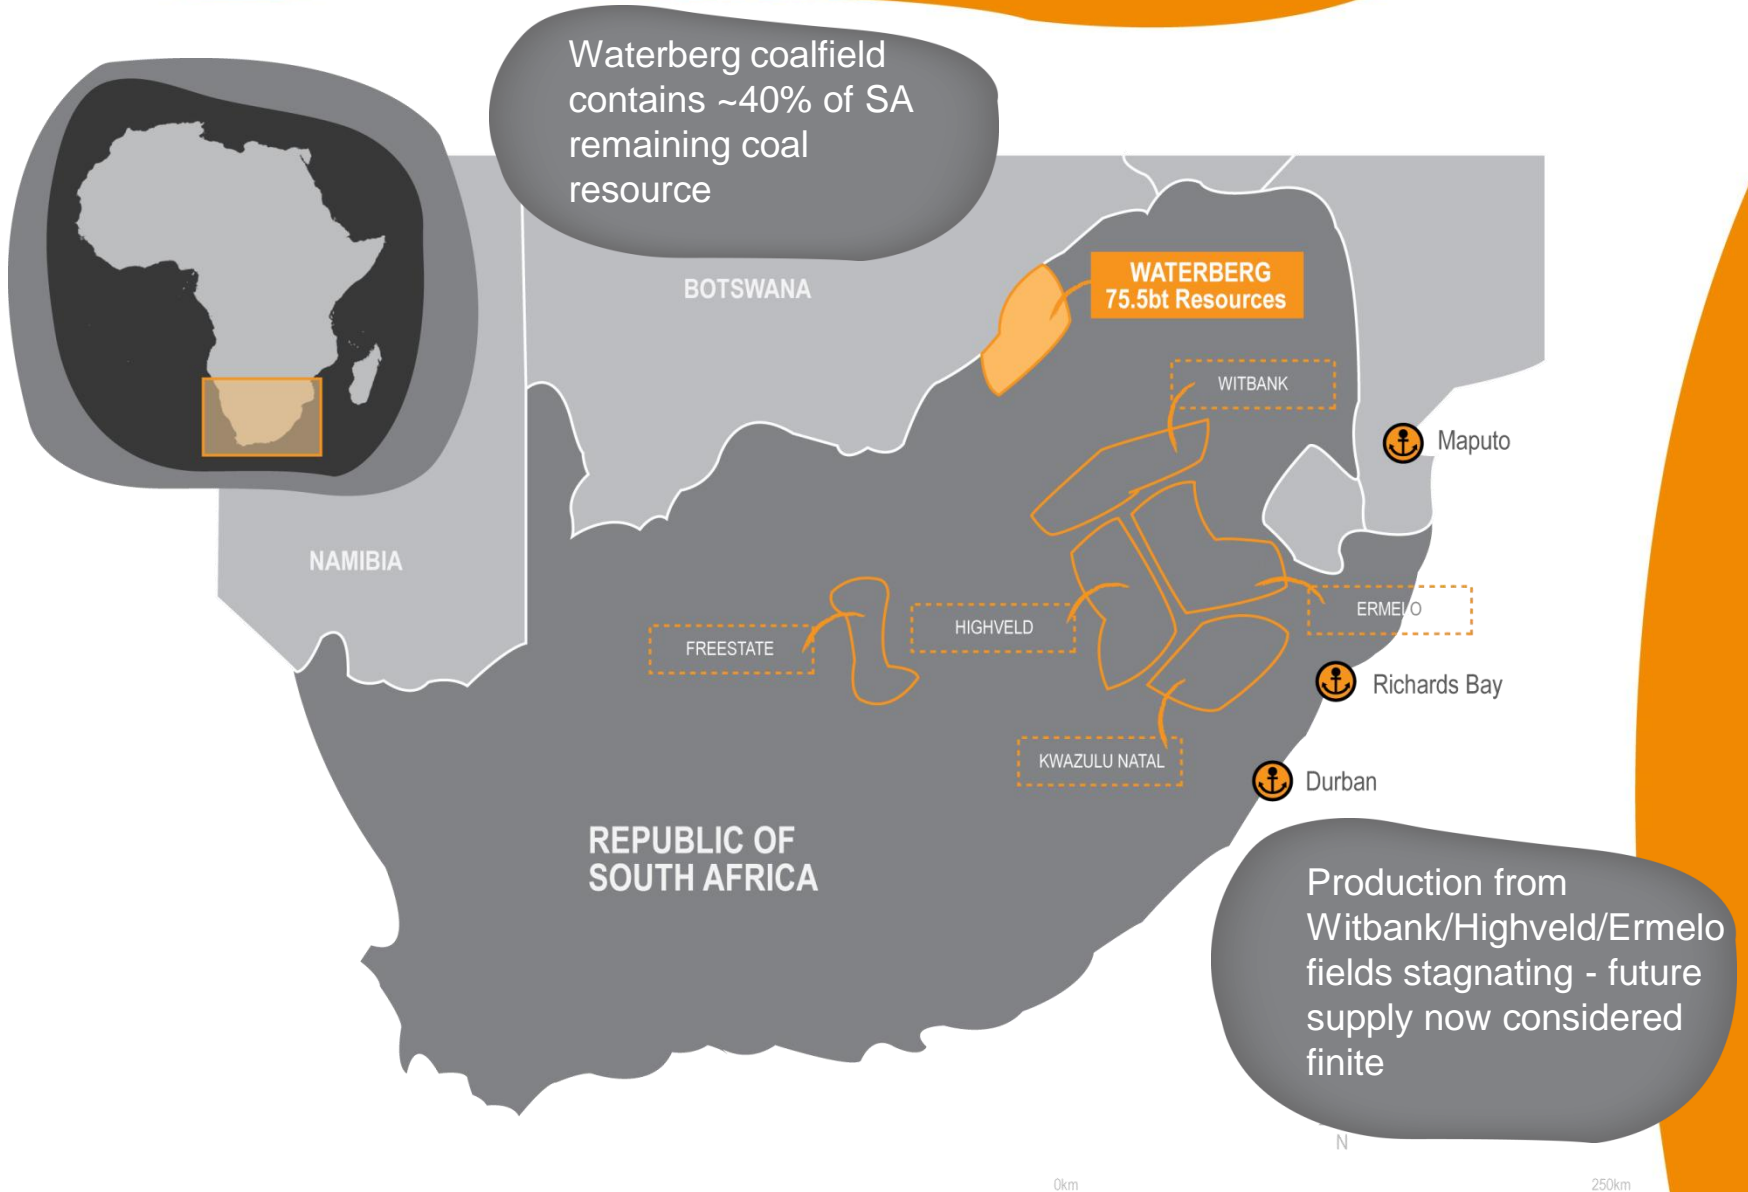 Waterberg coalfield
contains ~40% of SA
remaining coal
resource
BOTSWANA
WATERBERG
75.5bt Resources
WITBANK
Maputo
NAMIBIA
ERMELO
HIGHVELD
FREESTATE
Richards Bay
KWAZULU NATAL
Durban
REPUBLIC OF
SOUTH AFRICA
Production from
Witbank/Highveld/Ermelo
fields stagnating - future
supply now considered
finite
N
0km
250km